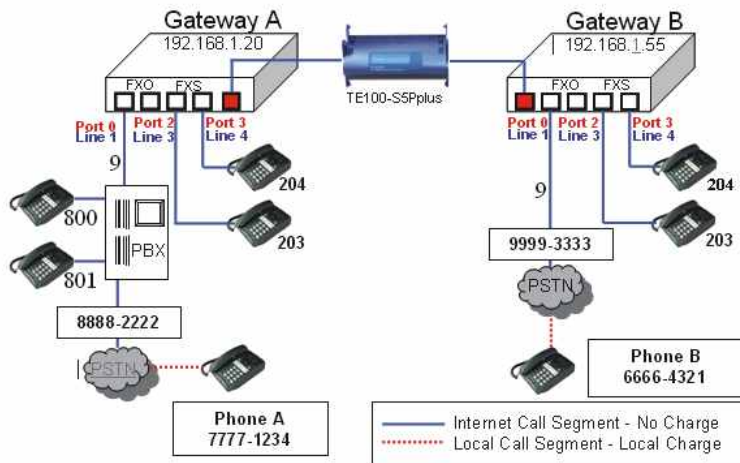 Gateway A
192.168.1.20
FXO FXS
Port 0 Port 2 Port 3
Line 1 Line 3 Line 4
9
204
203
800
801
PBX
8888-2222
PSTN
Phone A
7777-1234
TE100-S5Pplus
Gateway B
192.168.1.55
FXO FXS
Port 0 Port 2 Port 3
Line 1 Line 3 Line 4
9
204
203
9999-3333
PSTN
Phone B
6666-4321
Internet Call Segment - No Charge
Local Call Segment - Local Charge